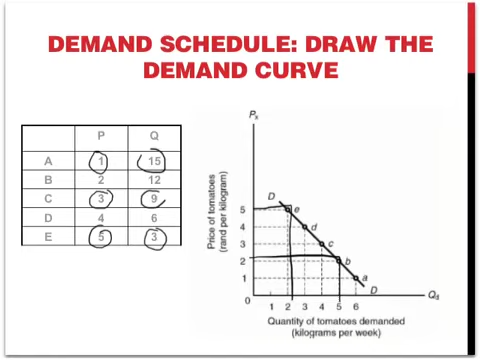 DEMAND SCHEDULE: DRAW THE
DEMAND CURVE
P Q
A 1 15
B 2 12
C 3 9
D 4 6
E 5 3
Px
Price of tomatoes
(rand per kilogram)
5
4
3
2
1
0
D
e
d
c
b
a
D
1 2 3 4 5 6
Qd
Quantity of tomatoes demanded
(kilograms per week)